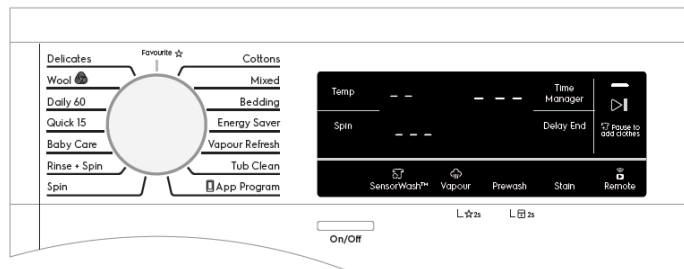 Favourite ☆
Delicates
Cottons
Wool
Mixed
Daily 60
Bedding
Quick 15
Energy Saver
Baby Care
Vapour Refresh
Rinse + Spin
Tub Clean
Spin
App Program
Temp
-- ---
Time
Manager
Spin
---
Delay End
Pause to
add clothes
SensorWash™
Vapour
Prewash
Stain
Remote
☆2s
2s
On/Off